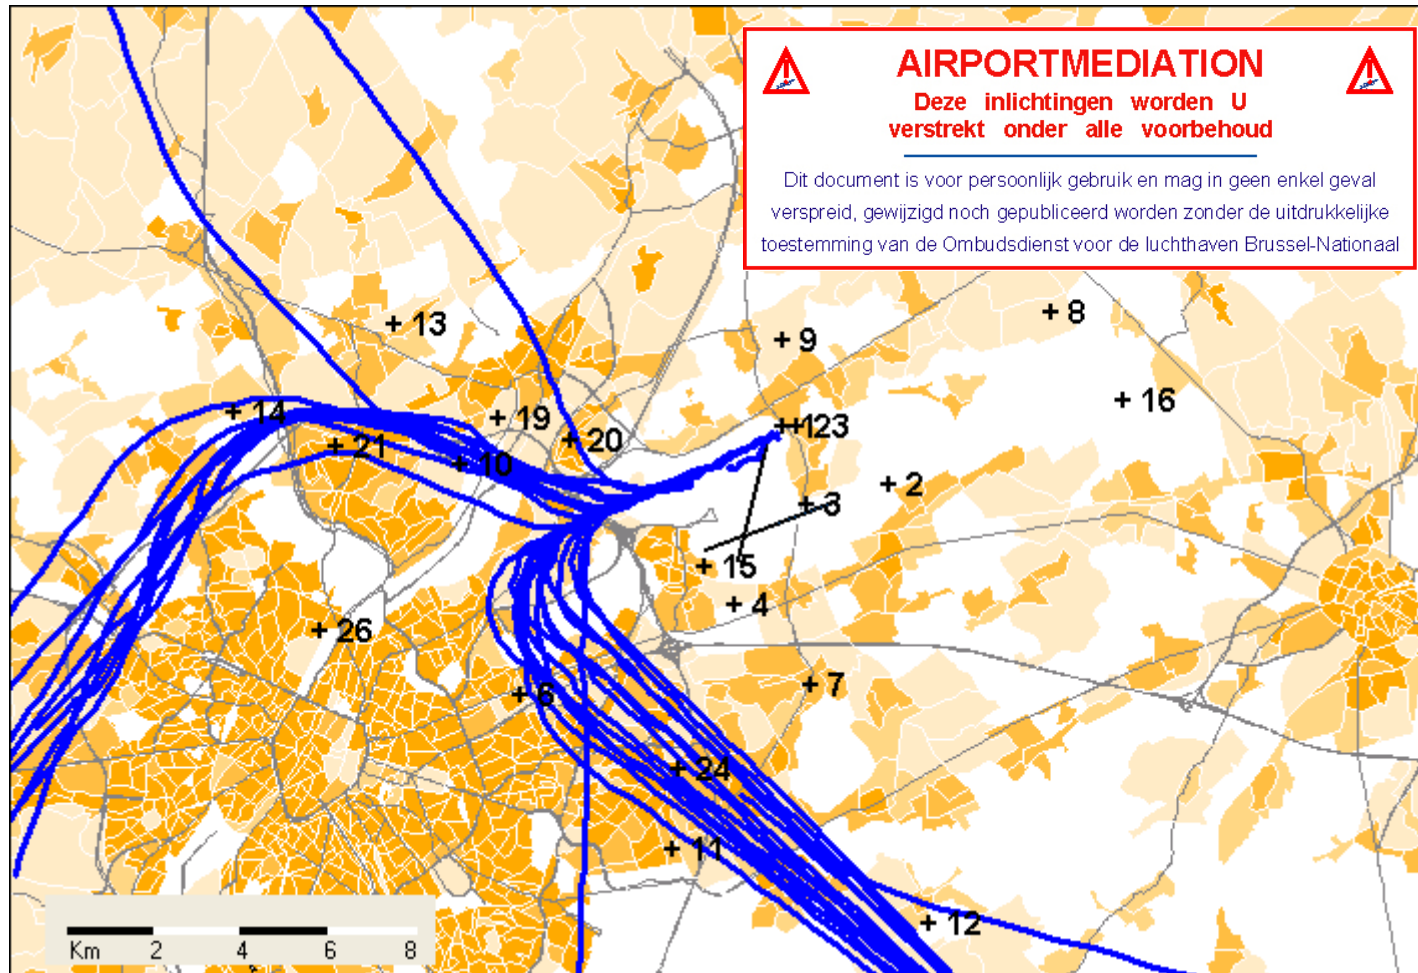 AIRPORTMEDIATION
Deze inlichtingen worden U
verstrekt onder alle voorbehoud
Dit document is voor persoonlijk gebruik en mag in geen enkel geval
verspreid, gewijzigd noch gepubliceerd worden zonder de uitdrukkelijke
toestemming van de Ombudsdienst voor de luchthaven Brussel-Nationaal
+ 8
+ 13
+ 9
+ 16
+ 14
+ 19
++123
+ 20
+ 21
+ 10
+ 2
+ 3
+ 15
+ 4
+ 26
+ 7
+ 6
+ 24
+ 11
+ 12
Km 2 4 6 8